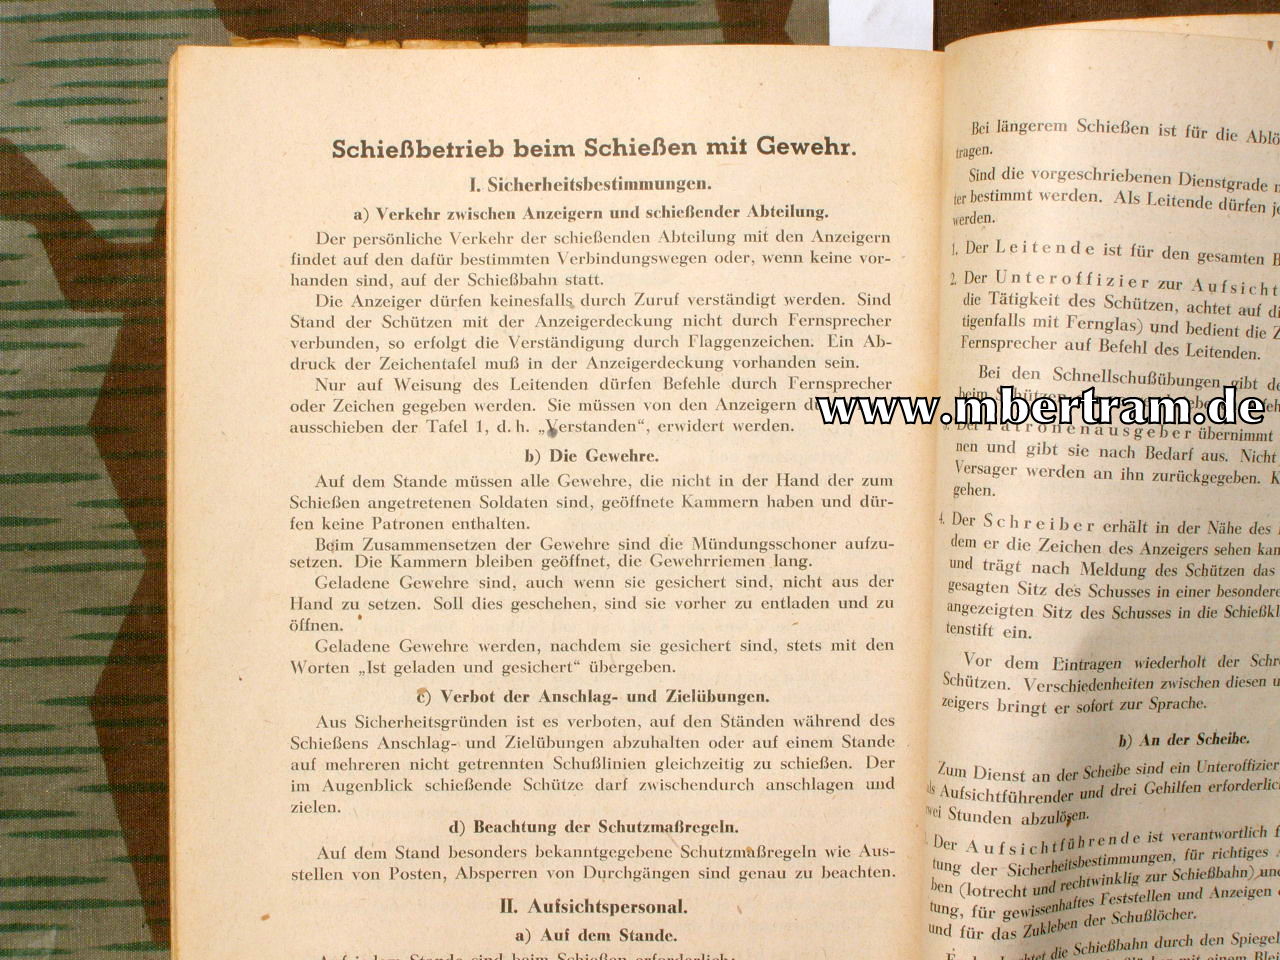 Schießbetrieb beim Schießen mit Gewehr.
I. Sicherheitsbestimmungen.
a) Verkehr zwischen Anzeigern und schießender Abteilung.
Der persönliche Verkehr der schießenden Abteilung mit den Anzeigern
findet auf den dafür bestimmten Verbindungswegen oder, wenn keine vor-
handen sind, auf der Schießbahn statt.
Die Anzeiger dürfen keinesfalls durch Zuruf verständigt werden. Sind
Stand der Schützen mit der Anzeigerdeckung nicht durch Fernsprecher
verbunden, so erfolgt die Verständigung durch Flaggenzeichen. Ein Ab-
druck der Zeichentafel muß in der Anzeigerdeckung vorhanden sein.
Nur auf Weisung des Leitenden dürfen Befehle durch Fernsprecher
oder Zeichen gegeben werden. Sie müssen von den Anzeigern
ausschieben der Tafel 1, d. h. „Verstanden“, erwidert werden.
b) Die Gewehre.
Auf dem Stande müssen alle Gewehre, die nicht in der Hand der zum
Schießen angetretenen Soldaten sind, geöffnete Kammern haben und dür-
fen keine Patronen enthalten.
Beim Zusammensetzen der Gewehre sind die Mündungsschoner aufzu-
setzen. Die Kammern bleiben geöffnet, die Gewehrriemen lang.
Geladene Gewehre sind, auch wenn sie gesichert sind, nicht aus der
Hand zu setzen. Soll dies geschehen, sind sie vorher zu entladen und zu
öffnen.
Geladene Gewehre werden, nachdem sie gesichert sind, stets mit den
Worten „Ist geladen und gesichert“ übergeben.
c) Verbot der Anschlag- und Zielübungen.
Aus Sicherheitsgründen ist es verboten, auf den Ständen während des
Schießens Anschlag- und Zielübungen abzuhalten oder auf einem Stande
auf mehreren nicht getrennten Schußlinien gleichzeitig zu schießen. Der
im Augenblick schießende Schütze darf zwischendurch anschlagen und
zielen.
d) Beachtung der Schutzmaßregeln.
Auf dem Stand besonders bekanntgegebene Schutzmaßregeln wie Aus-
stellen von Posten, Absperren von Durchgängen sind genau zu beachten.
II. Aufsichtspersonal.
a) Auf dem Stande.
Auf jedem Stande sind beim Schießen erforderlich:
Bei längerem Schießen ist für die
tragen.
Sind die vorgeschriebenen Dienstgrade
bestimmt werden. Als Leitende dürfen
werden.
1. Der Leitende ist für den gesamten
2. Der Unteroffizier zur
die Tätigkeit des Schützen, achtet auf
tigenfalls mit Fernglas) und bedient die
Fernsprecher auf Befehl des Leitenden.
Bei den Schnellschußübungen gibt
beim Schützen
www.mbertram.de
Der Patronenausgeber übernimmt
nen und gibt sie nach Bedarf aus. Nicht
Versager werden an ihn zurückgegeben.
gehen.
4. Der Schreiber erhält in der Nähe des
dem er die Zeichen des Anzeigers sehen
und trägt nach Meldung des Schützen das
gesagten Sitz des Schusses in einer
angezeigten Sitz des Schusses in die
tenstift ein.
Vor dem Eintragen wiederholt der
Schützen. Verschiedenheiten zwischen diesen
zeigers bringt er sofort zur Sprache.
b) An der Scheibe.
Zum Dienst an der Scheibe sind ein Unteroffizier
als Aufsichtführender und drei Gehilfen
zwei Stunden abzulösen.
Der Aufsichtführende ist verantwortlich
tung der Sicherheitsbestimmungen, für richtiges
ben (lotrecht und rechtwinklig zur Schießbahn)
tung, für gewissenhaftes Feststellen und Anzeigen
und für das Zukleben der Schußlöcher.
die Schießbahn durch den